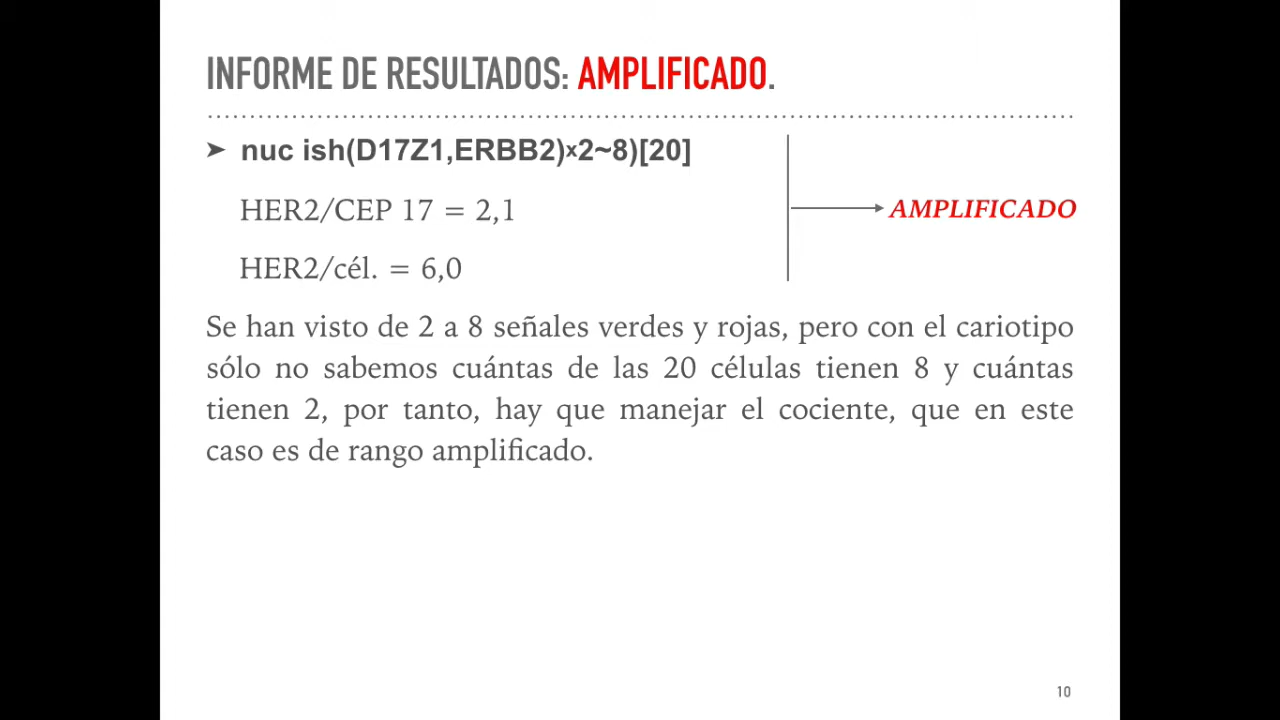 INFORME DE RESULTADOS: AMPLIFICADO.
➤ nuc ish(D17Z1,ERBB2)x2~8)[20]
HER2/CEP 17 = 2,1
AMPLIFICADO
HER2/cél. = 6,0
Se han visto de 2 a 8 señales verdes y rojas, pero con el cariotipo
sólo no sabemos cuántas de las 20 células tienen 8 y cuántas
tienen 2, por tanto, hay que manejar el cociente, que en este
caso es de rango amplificado.
10